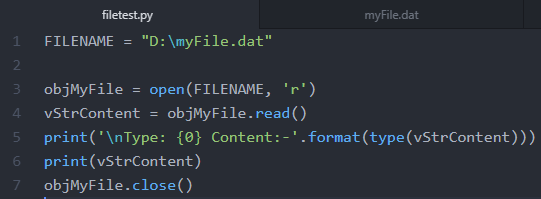 filetest.py myFile.dat
1 FILENAME = "D:\myFile.dat"
2
3 objMyFile = open(FILENAME, 'r')
4 vStrContent = objMyFile.read()
5 print('\nType: {0} Content:-'.format(type(vStrContent)))
6 print(vStrContent)
7 objMyFile.close()